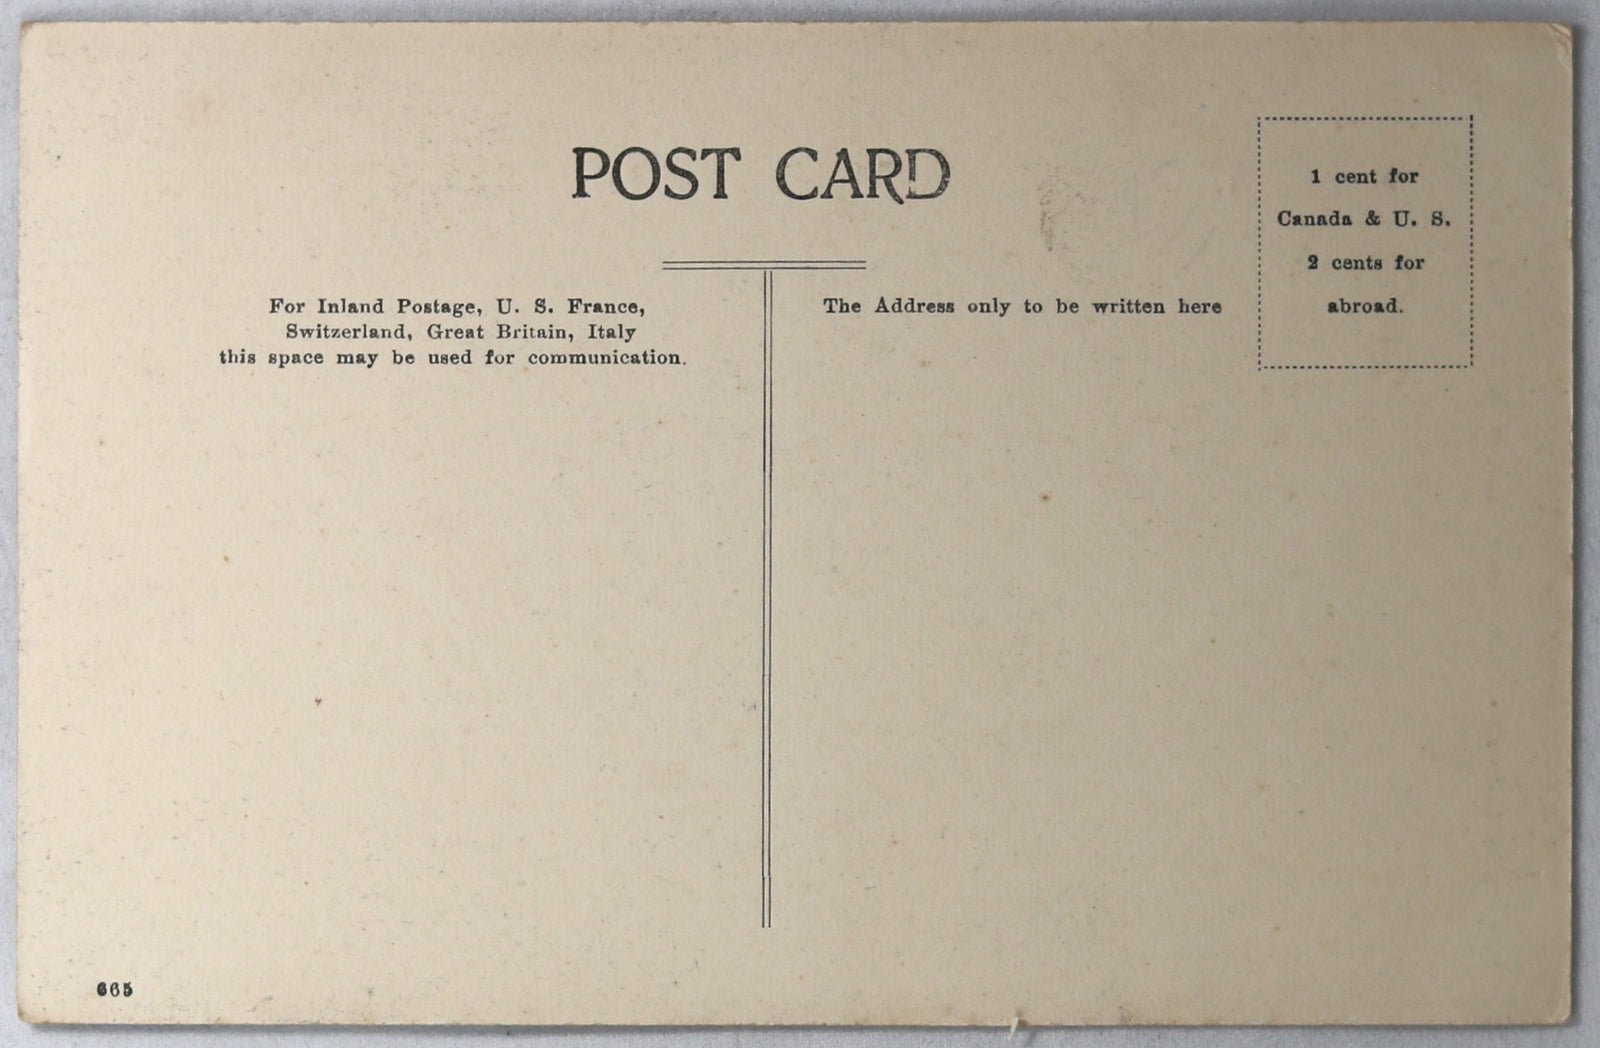 POST CARD
For Inland Postage, U. S. France,
Switzerland, Great Britain, Italy
this space may be used for communication.
The Address only to be written here
1 cent for
Canada & U. S.
2 cents for
abroad.
665